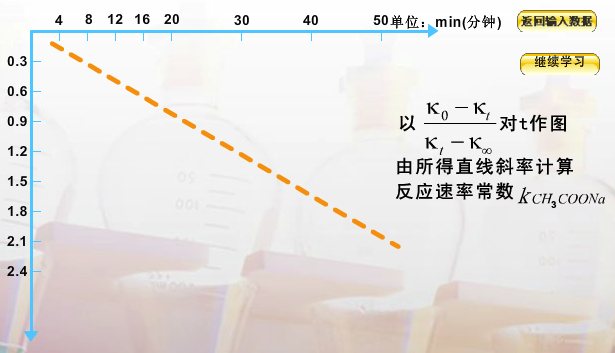 4 8 12 16 20 30 40 50 单位：min(分钟)
返回输入数据
继续学习
0.3
0.6
0.9
1.2
1.5
1.8
2.1
2.4
以 (κ₀ − κₜ)/(κₜ − κ∞) 对t作图
由所得直线斜率计算
反应速率常数 k CH₃COONa